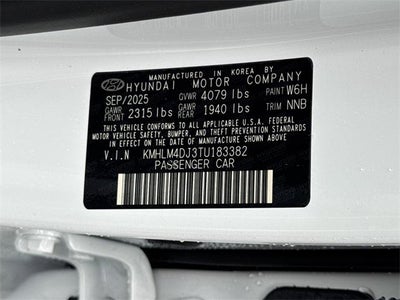 MANUFACTURED IN KOREA BY
HYUNDAI MOTOR COMPANY
SEP/2025 GVWR 4079 lbs PAINT W6H
GAWR FRONT 2315 lbs GAWR REAR 1940 lbs TRIM NNB
THIS VEHICLE CONFORMS TO ALL APPLICABLE U.S.A. FEDERAL
MOTOR VEHICLE SAFETY, BUMPER, AND THEFT PREVENTION STANDARDS
IN EFFECT ON THE DATE OF MANUFACTURE SHOWN ABOVE
V.I.N KMHLM4DJ3TU183382
PASSENGER CAR